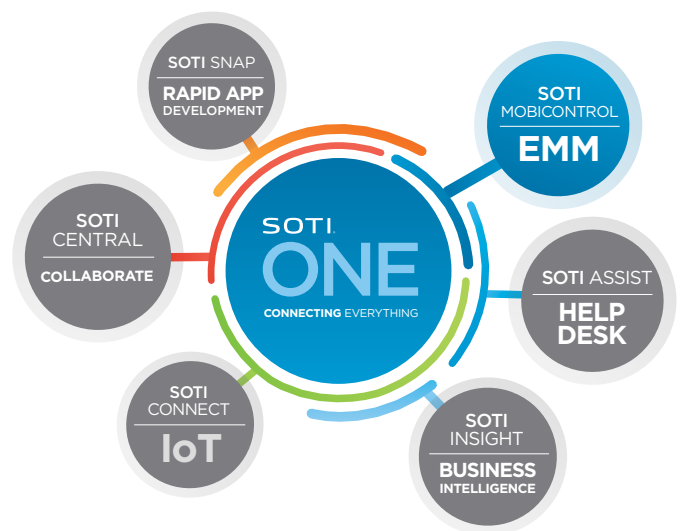 SOTI SNAP
RAPID APP
DEVELOPMENT
SOTI
MOBICONTROL
EMM
SOTI
CENTRAL
COLLABORATE
SOTI
ONE
CONNECTING EVERYTHING
SOTI ASSIST
HELP
DESK
SOTI
CONNECT
IoT
SOTI
INSIGHT
BUSINESS
INTELLIGENCE